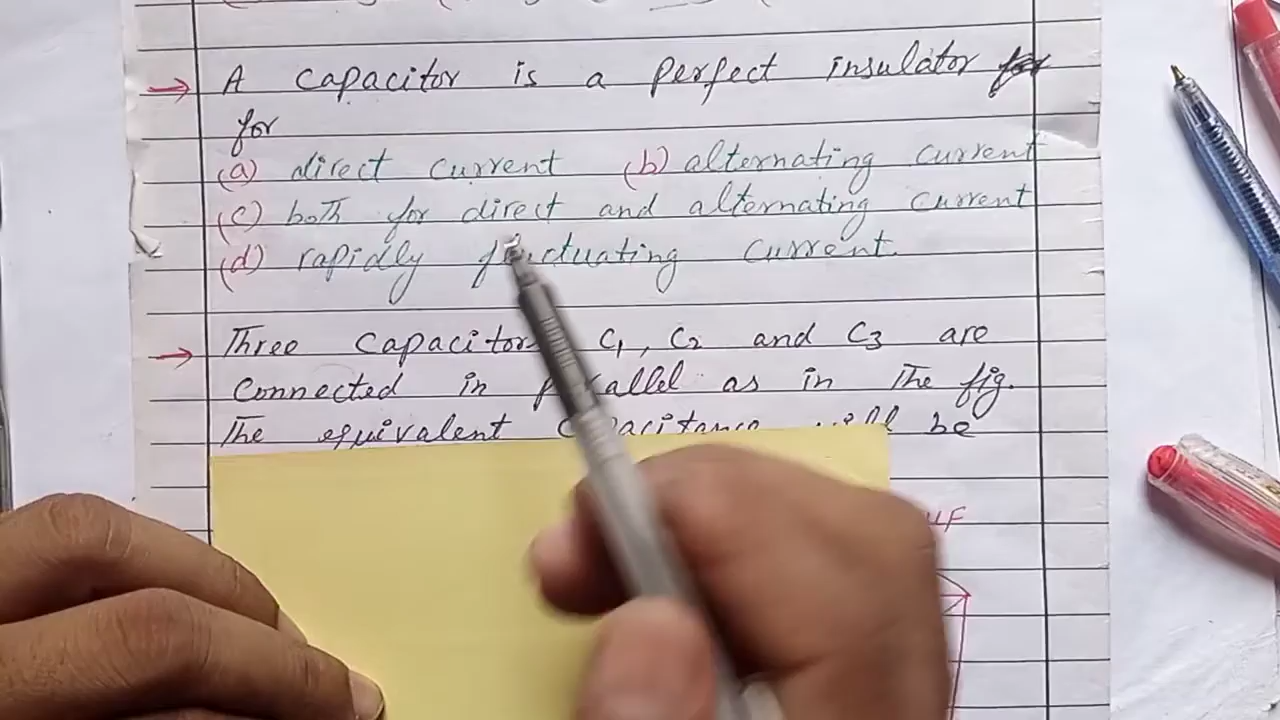 A capacitor is a perfect insulator
for
(a) direct current (b) alternating current
(c) both for direct and alternating current
(d) rapidly fluctuating current.
Three capacitors C1, C2 and C3 are
connected in parallel as in the fig.
The equivalent capacitance will be